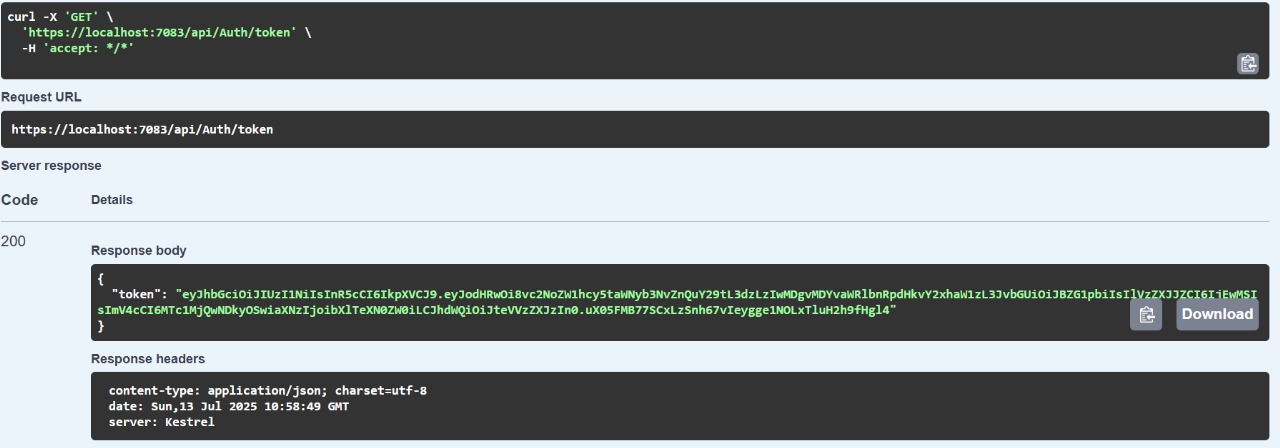 curl -X 'GET' \
'https://localhost:7083/api/Auth/token' \
-H 'accept: */*'
Request URL
https://localhost:7083/api/Auth/token
Server response
Code Details
200
Response body
{
"token": "eyJhbGciOiJIUzI1NiIsInR5cCI6IkpXVCJ9.eyJodHRwOi8vc2NoZW1hcy5taWNyb3NvZnQuY29tL3dzLzIwMDgvMDYvaWRlbnRpdHkvY2xhaW1zL3JvbGUiOiJBZG1pbiIsIlVzZXJJZCI6IjEwMSI
sImV4cCI6MTc1MjQwNDkyOSwiaXNzIjoibXlTeXN0ZW0iLCJhdWQiOiJteVVzZXJzIn0.uX05FMB77SCxLzSnh67vIeygge1NOLxTluH2h9fHgl4"
}
Download
Response headers
content-type: application/json; charset=utf-8
date: Sun,13 Jul 2025 10:58:49 GMT
server: Kestrel